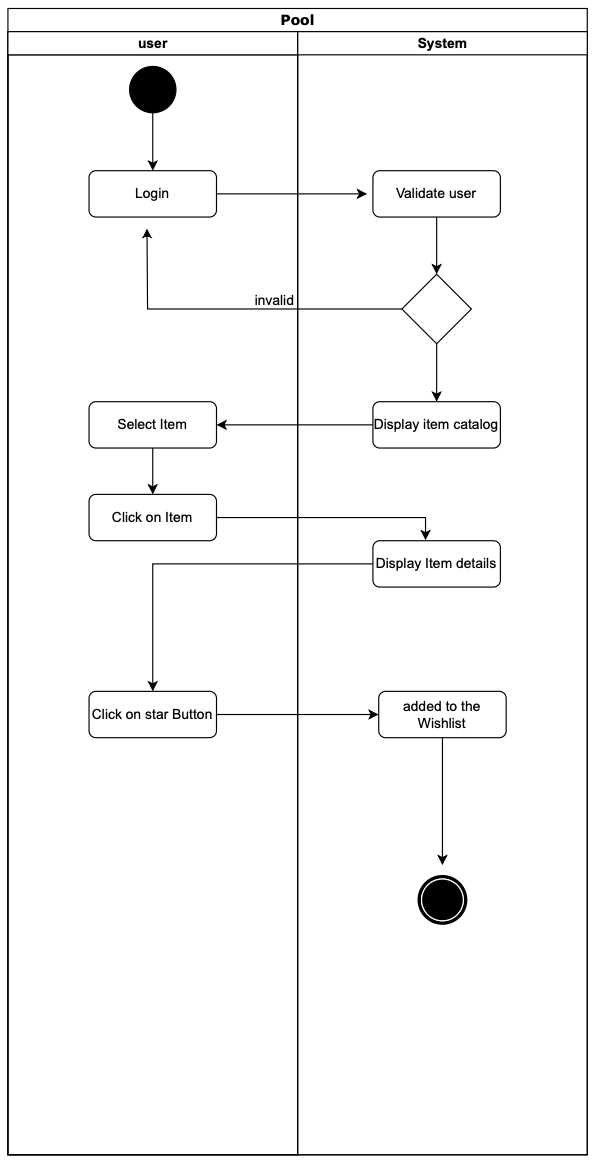 Pool
user
System
Login
Validate user
invalid
Select Item
Display item catalog
Click on Item
Display Item details
Click on star Button
added to the
Wishlist